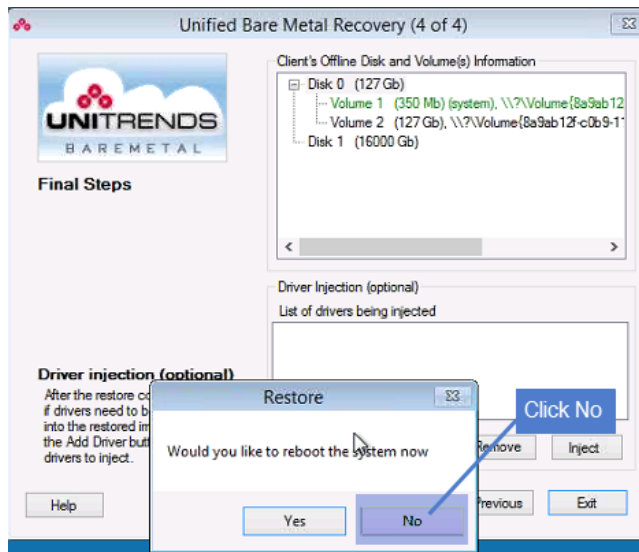 Unified Bare Metal Recovery (4 of 4)
UNITRENDS
BAREMETAL
Final Steps
Client's Offline Disk and Volume(s) Information
Disk 0 (127 Gb)
Volume 1 (350 Mb) (system), \\?\Volume{8a9ab12
Volume 2 (127 Gb), \\?\Volume{8a9ab12f-c0b9-11
Disk 1 (16000 Gb)
Driver Injection (optional)
List of drivers being injected
Driver injection (optional)
After the restore co
if drivers need to b
into the restored im
the Add Driver butt
drivers to inject.
Restore
Would you like to reboot the system now
Yes
No
Click No
Remove
Inject
Help
Previous
Exit